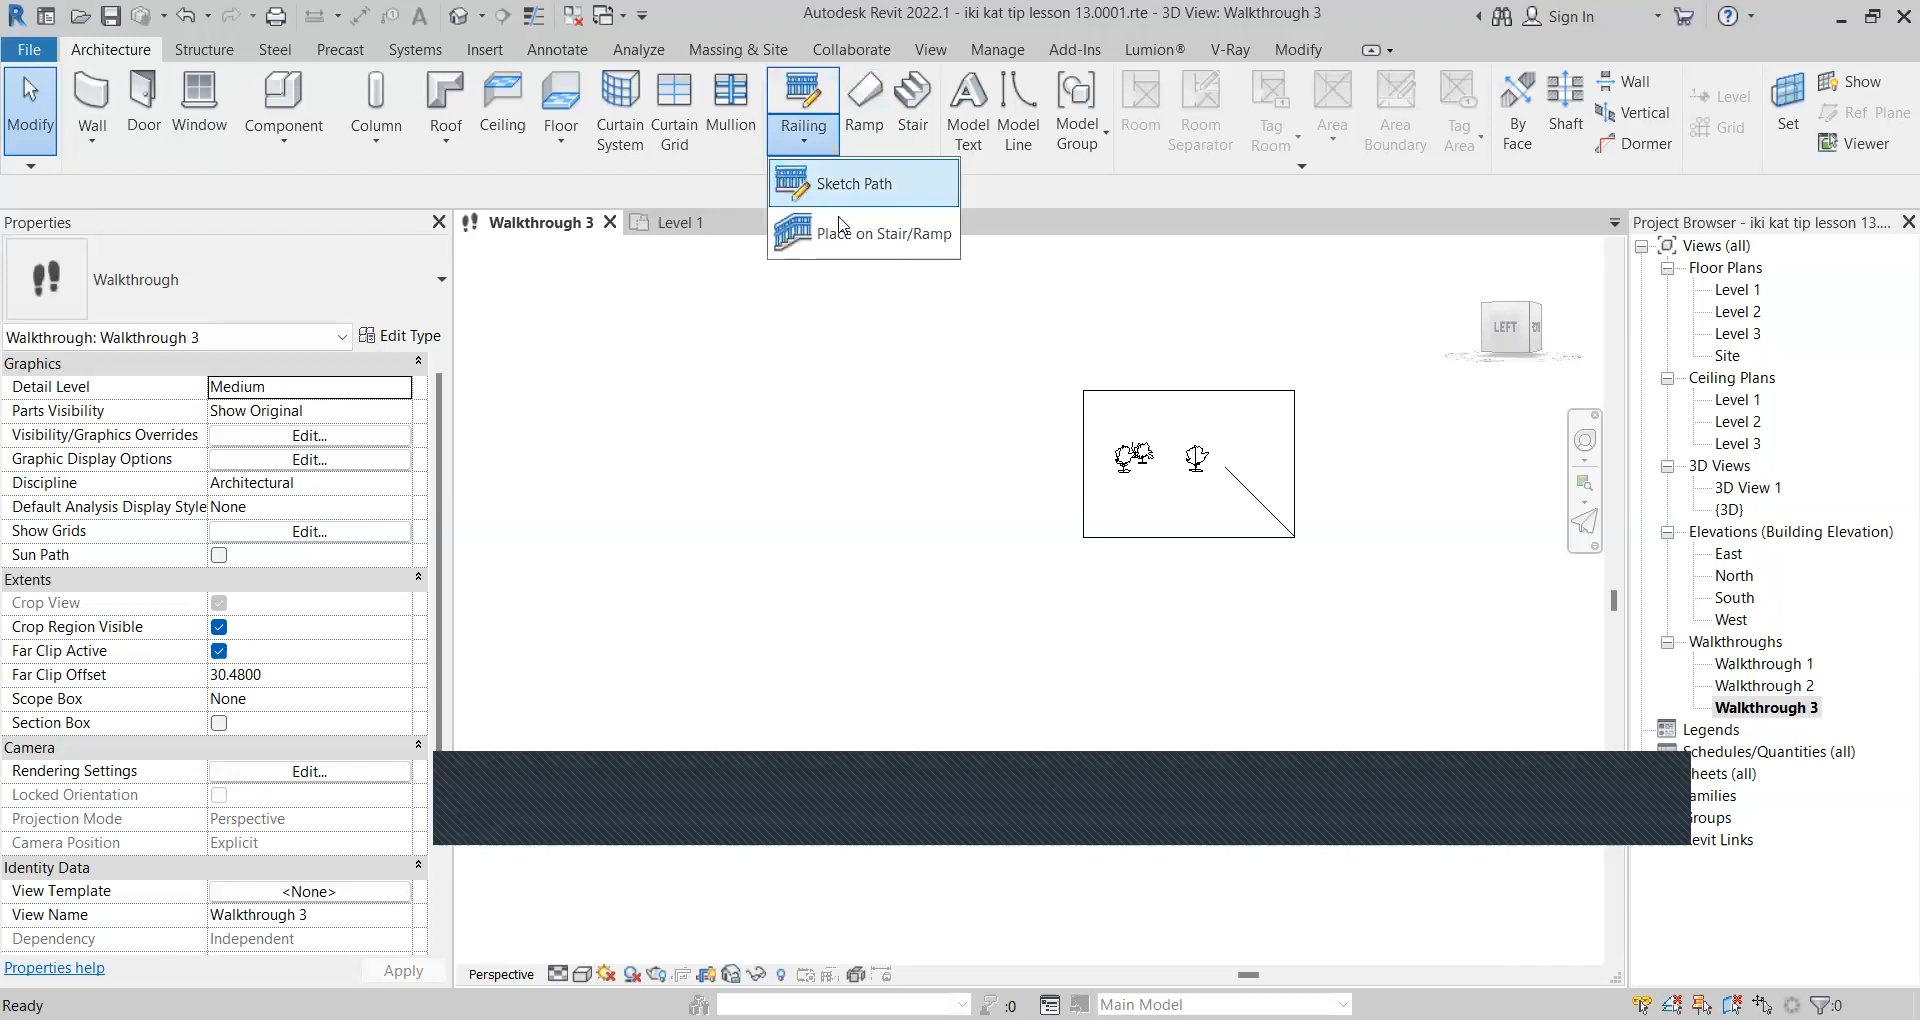 Autodesk Revit 2022.1 - iki kat tip lesson 13.0001.rte - 3D View: Walkthrough 3
Sign In
File Architecture Structure Steel Precast Systems Insert Annotate Analyze Massing & Site Collaborate View Manage Add-Ins Lumion® V-Ray Modify
Modify Wall Door Window Component Column Roof Ceiling Floor Curtain System Curtain Grid Mullion Railing Ramp Stair Model Text Model Line Model Group Room Room Separator Tag Room Area Area Boundary Tag Area By Face Shaft Wall Vertical Dormer Level Grid Set Show Ref Plane Viewer
Sketch Path
Place on Stair/Ramp
Properties
Walkthrough
Walkthrough: Walkthrough 3
Edit Type
Graphics
Detail Level Medium
Parts Visibility Show Original
Visibility/Graphics Overrides Edit...
Graphic Display Options Edit...
Discipline Architectural
Default Analysis Display Style None
Show Grids Edit...
Sun Path
Extents
Crop View
Crop Region Visible
Far Clip Active
Far Clip Offset 30.4800
Scope Box None
Section Box
Camera
Rendering Settings Edit...
Locked Orientation
Projection Mode Perspective
Camera Position Explicit
Identity Data
View Template <None>
View Name Walkthrough 3
Dependency Independent
Properties help
Apply
Walkthrough 3
Level 1
LEFT
Perspective
Project Browser - iki kat tip lesson 13....
Views (all)
Floor Plans
Level 1
Level 2
Level 3
Site
Ceiling Plans
Level 1
Level 2
Level 3
3D Views
3D View 1
{3D}
Elevations (Building Elevation)
East
North
South
West
Walkthroughs
Walkthrough 1
Walkthrough 2
Walkthrough 3
Legends
Schedules/Quantities (all)
heets (all)
amilies
roups
evit Links
Ready
:0
Main Model
:0